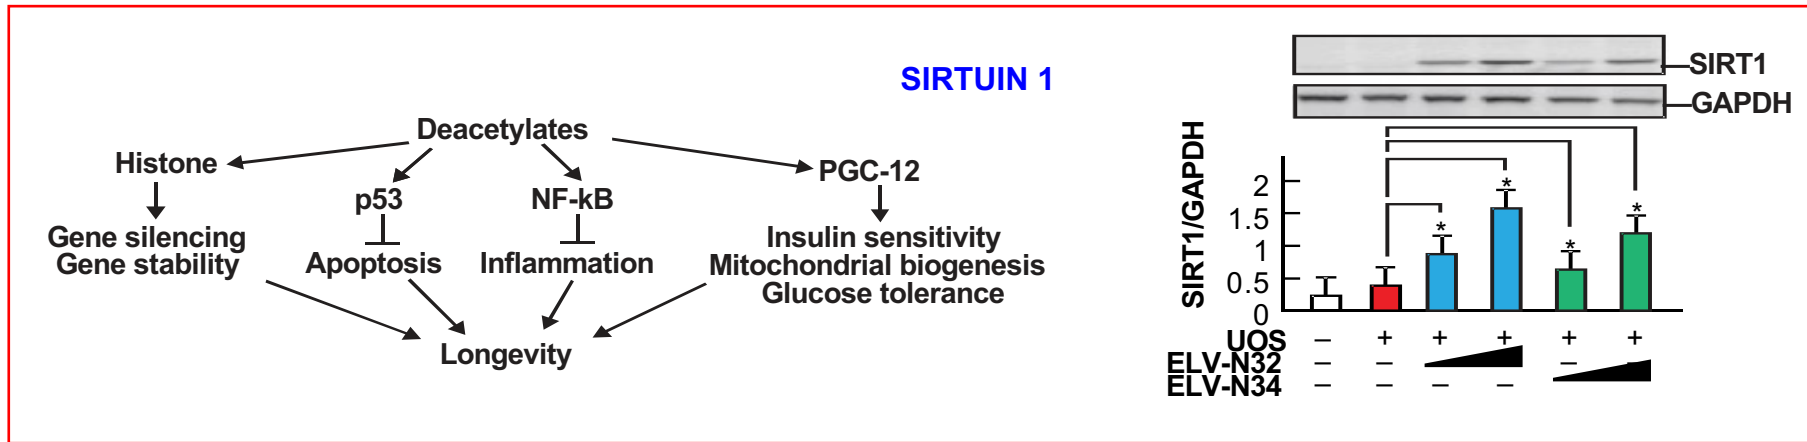 SIRTUIN 1
Deacetylates
Histone
p53
NF-kB
PGC-12
Gene silencing
Gene stability
Apoptosis
Inflammation
Insulin sensitivity
Mitochondrial biogenesis
Glucose tolerance
Longevity
SIRT1
GAPDH
SIRT1/GAPDH
2
1.5
1
0.5
0
* * * *
UOS – + + + + +
ELV-N32 – – – –
ELV-N34 – – – –